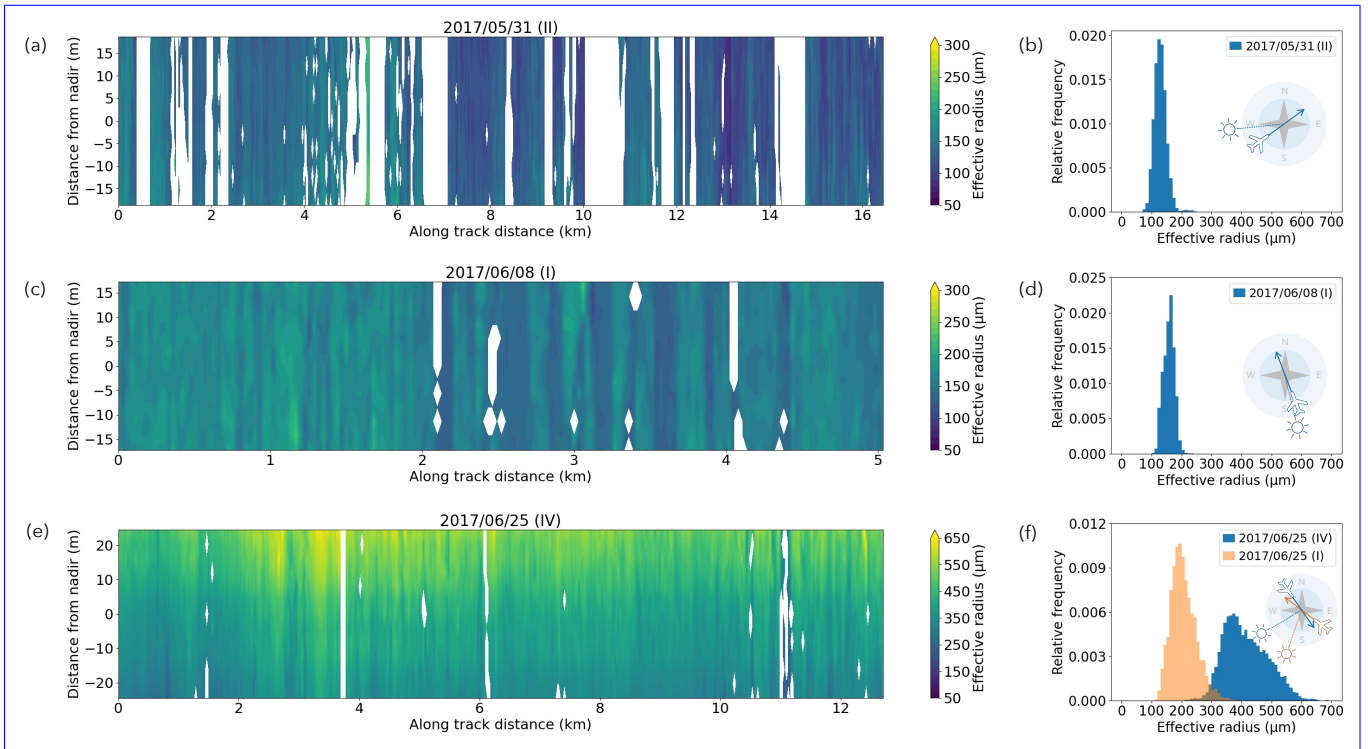 (a)
2017/05/31 (II)
Distance from nadir (m)
15
10
5
0
−5
−10
−15
0 2 4 6 8 10 12 14 16
Along track distance (km)
300
250
200
150
100
50
Effective radius (μm)
(b)
2017/05/31 (II)
Relative frequency
0.020
0.015
0.010
0.005
0.000
0 100 200 300 400 500 600 700
Effective radius (μm)
N
W E
S
(c)
2017/06/08 (I)
Distance from nadir (m)
15
10
5
0
−5
−10
−15
0 1 2 3 4 5
Along track distance (km)
300
250
200
150
100
50
Effective radius (μm)
(d)
2017/06/08 (I)
Relative frequency
0.025
0.020
0.015
0.010
0.005
0.000
0 100 200 300 400 500 600 700
Effective radius (μm)
N
W E
S
(e)
2017/06/25 (IV)
Distance from nadir (m)
20
10
0
−10
−20
0 2 4 6 8 10 12
Along track distance (km)
650
550
450
350
250
150
50
Effective radius (μm)
(f)
2017/06/25 (IV)
2017/06/25 (I)
Relative frequency
0.012
0.009
0.006
0.003
0.000
0 100 200 300 400 500 600 700
Effective radius (μm)
N
W E
S